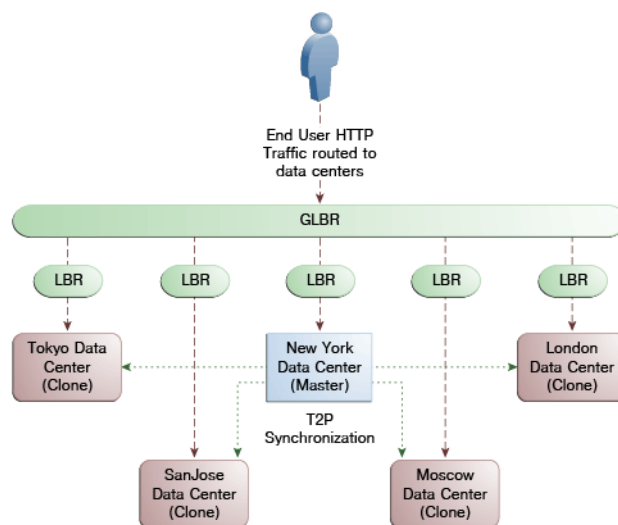 End User HTTP
Traffic routed to
data centers
GLBR
LBR
LBR
LBR
LBR
LBR
Tokyo Data
Center
(Clone)
New York
Data Center
(Master)
London
Data Center
(Clone)
T2P
Synchronization
SanJose
Data Center
(Clone)
Moscow
Data Center
(Clone)